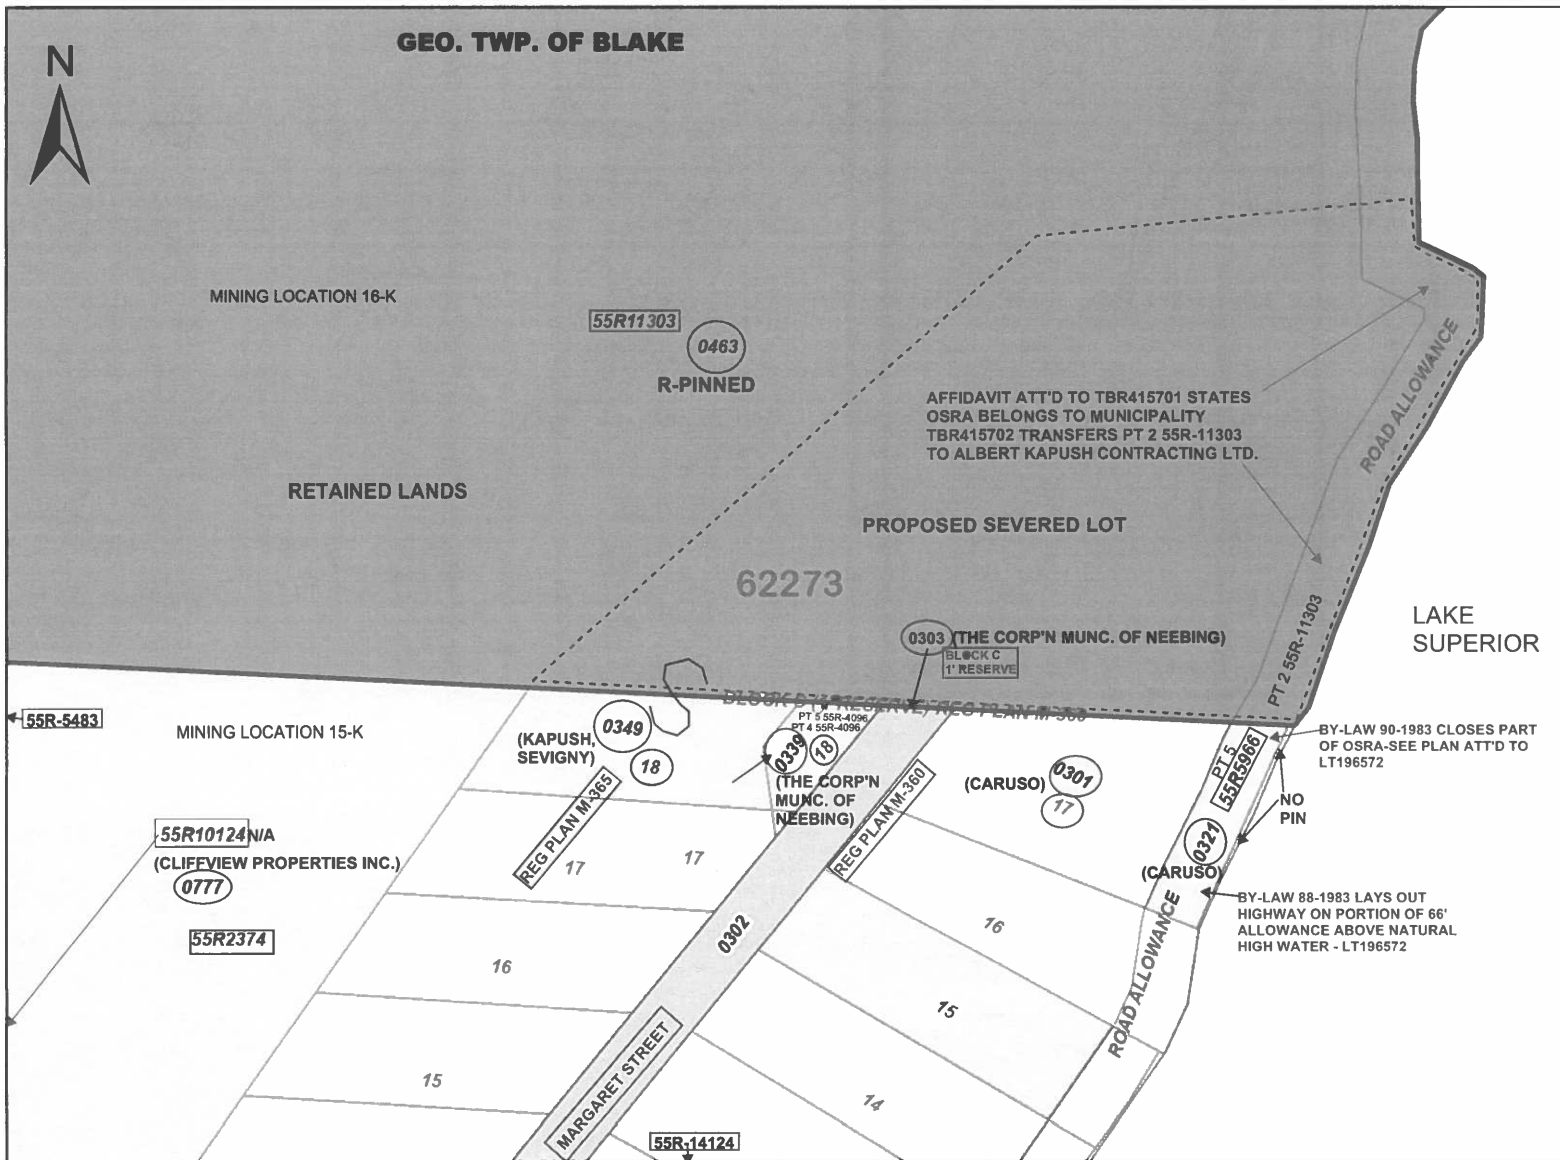 GEO. TWP. OF BLAKE
N
MINING LOCATION 16-K
55R11303
0463
R-PINNED
ROAD ALLOWANCE
AFFIDAVIT ATT'D TO TBR415701 STATES
OSRA BELONGS TO MUNICIPALITY
TBR415702 TRANSFERS PT 2 55R-11303
TO ALBERT KAPUSH CONTRACTING LTD.
RETAINED LANDS
PROPOSED SEVERED LOT
62273
PT 2 55R-11303
LAKE
SUPERIOR
0303 (THE CORP'N MUNC. OF NEEBING)
BLOCK C
1' RESERVE
REG PLAN M-360
55R-5483
MINING LOCATION 15-K
(KAPUSH,
SEVIGNY)
0349
18
PT 5 55R-4096
PT 4 55R-4096
0339
18
(THE CORP'N
MUNC. OF
NEEBING)
REG PLAN M-365
REG PLAN M-360
(CARUSO)
0301
17
PT 5
55R5966
BY-LAW 90-1983 CLOSES PART
OF OSRA-SEE PLAN ATT'D TO
LT196572
NO
PIN
0321
(CARUSO)
BY-LAW 88-1983 LAYS OUT
HIGHWAY ON PORTION OF 66'
ALLOWANCE ABOVE NATURAL
HIGH WATER - LT196572
ROAD ALLOWANCE
55R10124 N/A
(CLIFFVIEW PROPERTIES INC.)
0777
55R2374
17
17
16
0302
16
15
15
14
MARGARET STREET
55R-14124